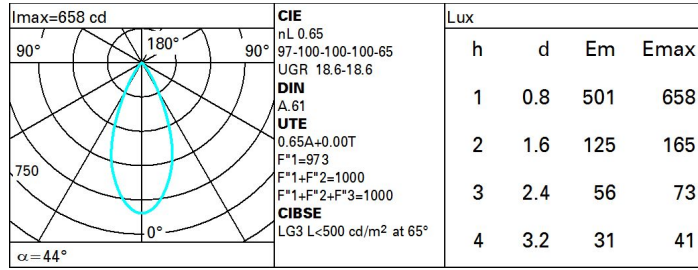 Imax=658 cd
90° 180° 90°
750
0°
α=44°
CIE
nL 0.65
97-100-100-100-65
UGR 18.6-18.6
DIN
A.61
UTE
0.65A+0.00T
F"1=973
F"1+F"2=1000
F"1+F"2+F"3=1000
CIBSE
LG3 L<500 cd/m² at 65°
Lux
h d Em Emax
1 0.8 501 658
2 1.6 125 165
3 2.4 56 73
4 3.2 31 41